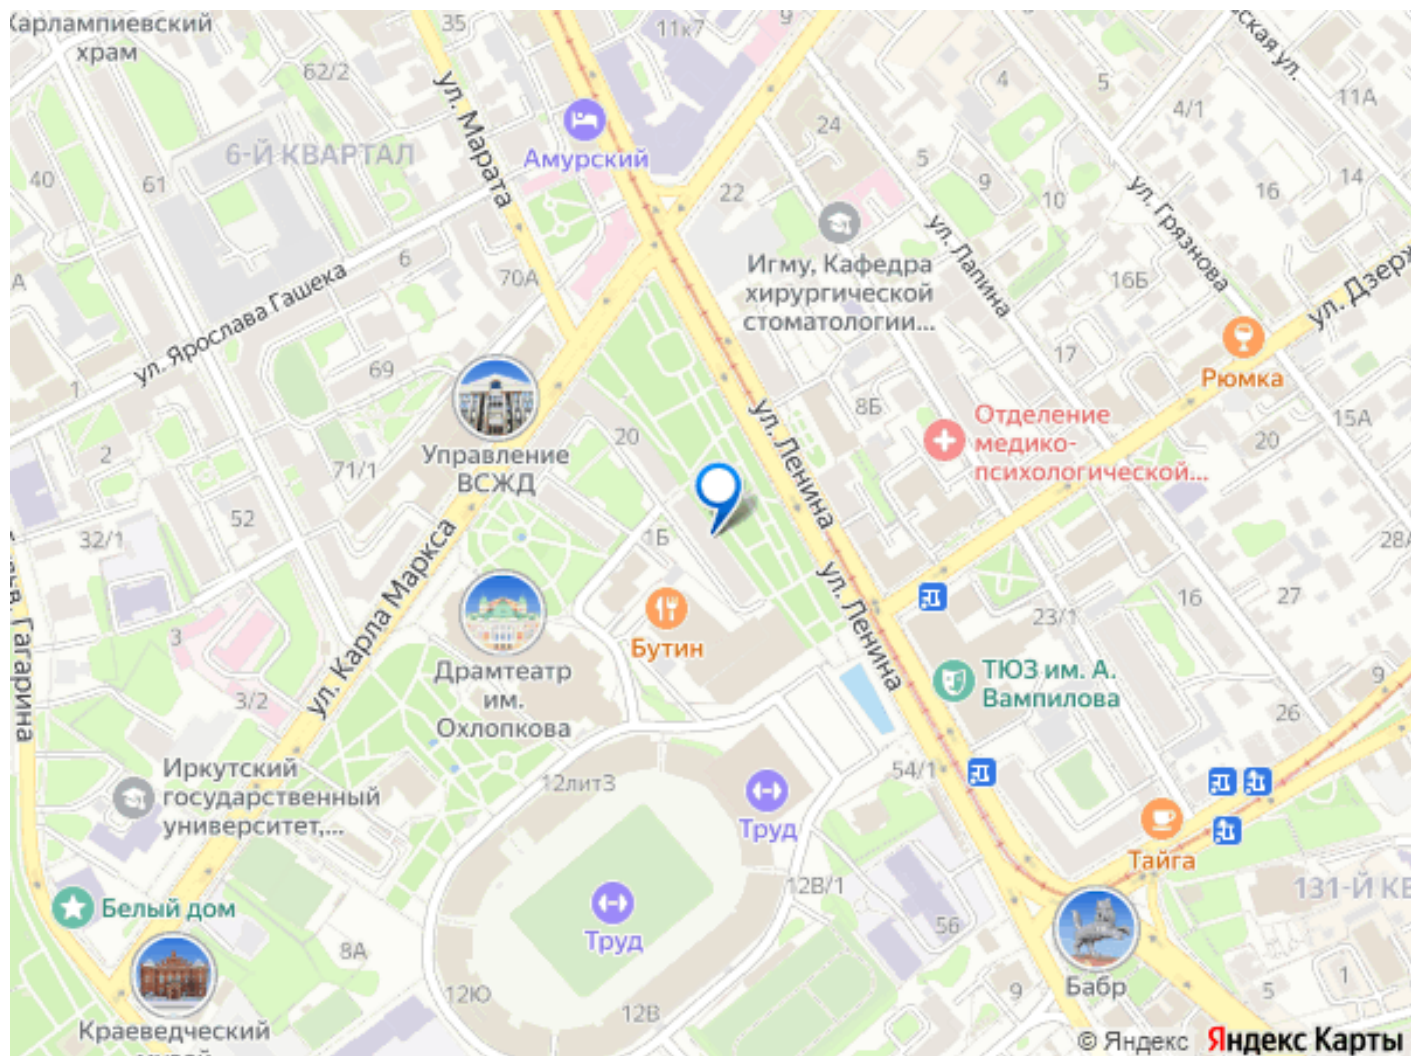 Карлампиевский
храм
35
11к7
9
62/2
ул. Марата
4
5
4/1
11А
24
Амурский
6-Й КВАРТАЛ
40
61
22
5
9
10
16
14
ул. Грязнова
ул. Лапина
6
70А
Игму, Кафедра
хирургической
стоматологии...
16Б
ул. Ярослава Гашека
17
Рюмка
1
69
8Б
15А
Отделение
медико-
психологической...
20
20
ул. Ленина
Управление
ВСЖД
2
71/1
52
32/1
1Б
28А
ул. Карла Маркса
ул. Ленина
16
27
23/1
Гагарина
3
Бутин
Драмтеатр
им.
Охлопкова
ТЮЗ им. А.
Вампилова
9
3/2
26
Иркутский
государственный
университет,...
12лит3
54/1
Труд
Тайга
12В/1
131-Й КВ
Белый дом
Труд
56
8А
12Ю
12В
9
Бабр
5
1
Краеведческий
© Яндекс Яндекс Карты